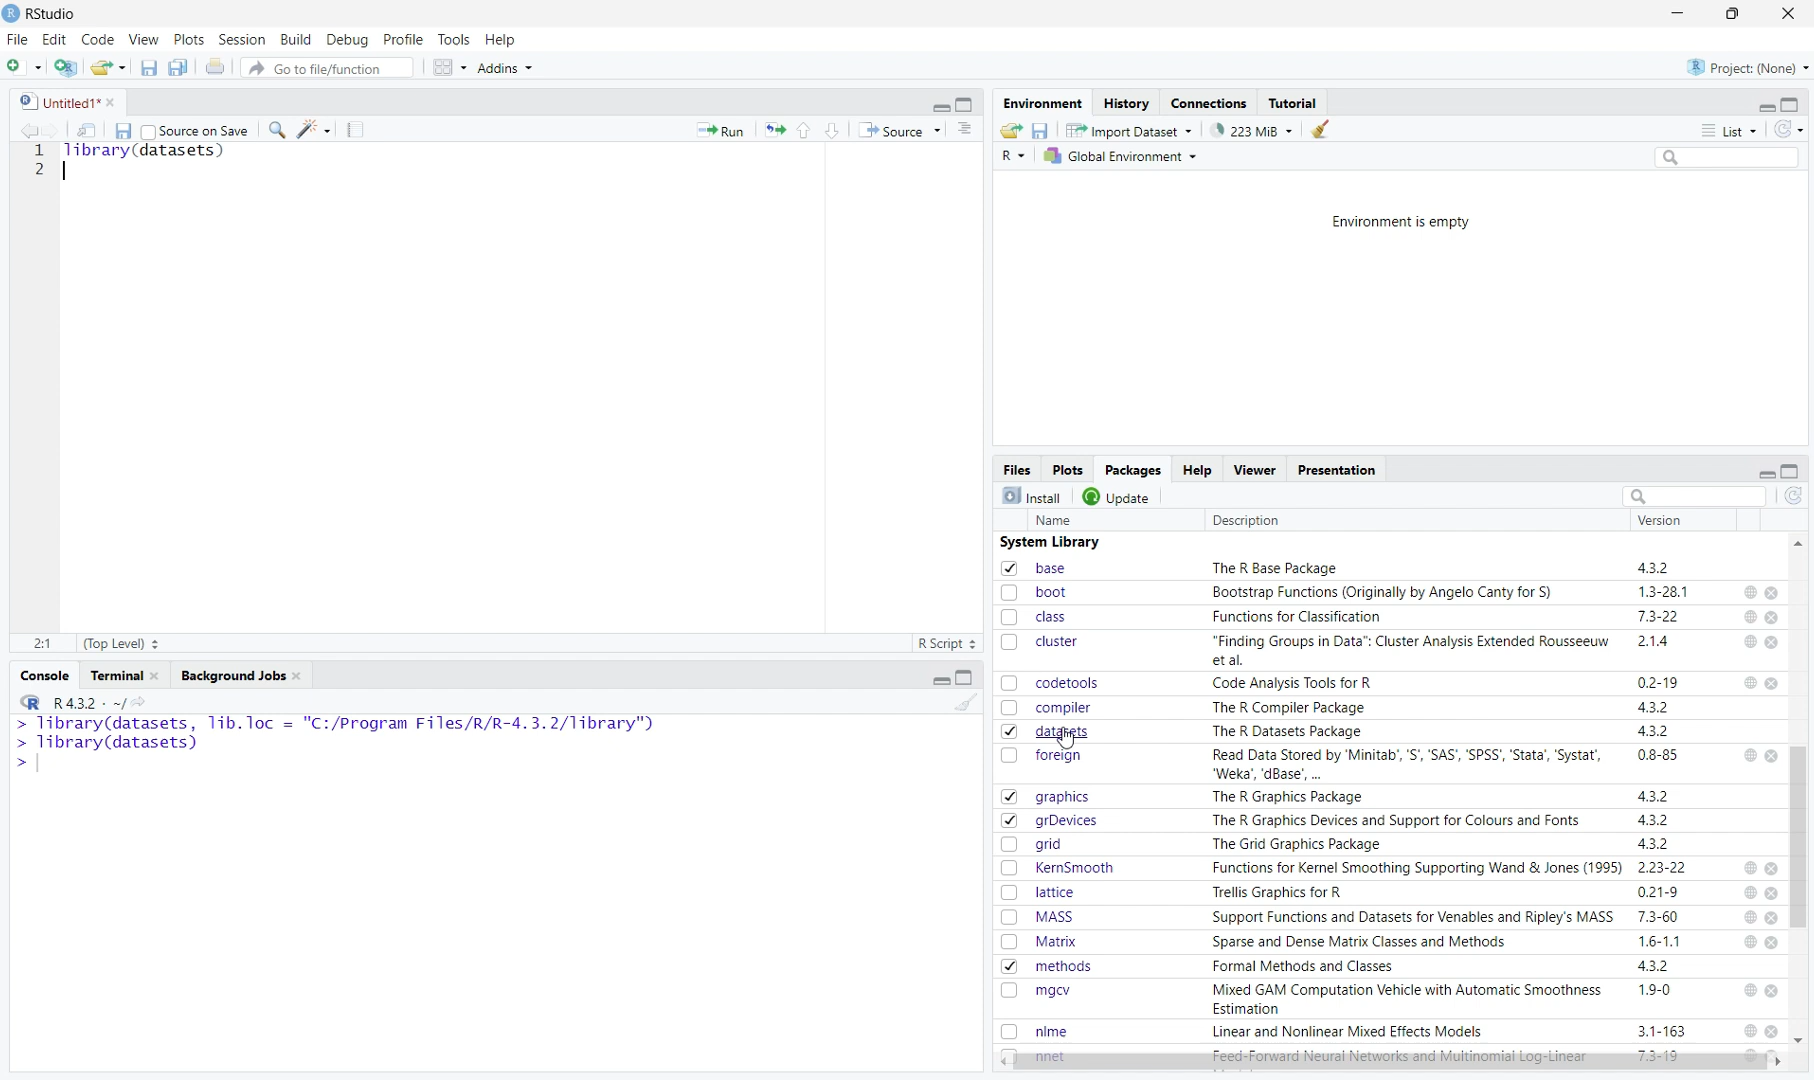 RStudio
File Edit Code View Plots Session Build Debug Profile Tools Help
Go to file/function Addins Project: (None)
Untitled1*
Source on Save Run Source
1 library(datasets)
2
2:1 (Top Level) R Script
Console Terminal Background Jobs
R 4.3.2 · ~/
> library(datasets, lib.loc = "C:/Program Files/R/R-4.3.2/library")
> library(datasets)
>
Environment History Connections Tutorial
Import Dataset 223 MiB List
R Global Environment
Environment is empty
Files Plots Packages Help Viewer Presentation
Install Update
Name Description Version
System Library
base The R Base Package 4.3.2
boot Bootstrap Functions (Originally by Angelo Canty for S) 1.3-28.1
class Functions for Classification 7.3-22
cluster "Finding Groups in Data": Cluster Analysis Extended Rousseeuw 2.1.4
et al.
codetools Code Analysis Tools for R 0.2-19
compiler The R Compiler Package 4.3.2
datasets The R Datasets Package 4.3.2
foreign Read Data Stored by 'Minitab', 'S', 'SAS', 'SPSS', 'Stata', 'Systat', 0.8-85
'Weka', 'dBase', ...
graphics The R Graphics Package 4.3.2
grDevices The R Graphics Devices and Support for Colours and Fonts 4.3.2
grid The Grid Graphics Package 4.3.2
KernSmooth Functions for Kernel Smoothing Supporting Wand & Jones (1995) 2.23-22
lattice Trellis Graphics for R 0.21-9
MASS Support Functions and Datasets for Venables and Ripley's MASS 7.3-60
Matrix Sparse and Dense Matrix Classes and Methods 1.6-1.1
methods Formal Methods and Classes 4.3.2
mgcv Mixed GAM Computation Vehicle with Automatic Smoothness 1.9-0
Estimation
nlme Linear and Nonlinear Mixed Effects Models 3.1-163
nnet Feed-Forward Neural Networks and Multinomial Log-Linear 7.3-19